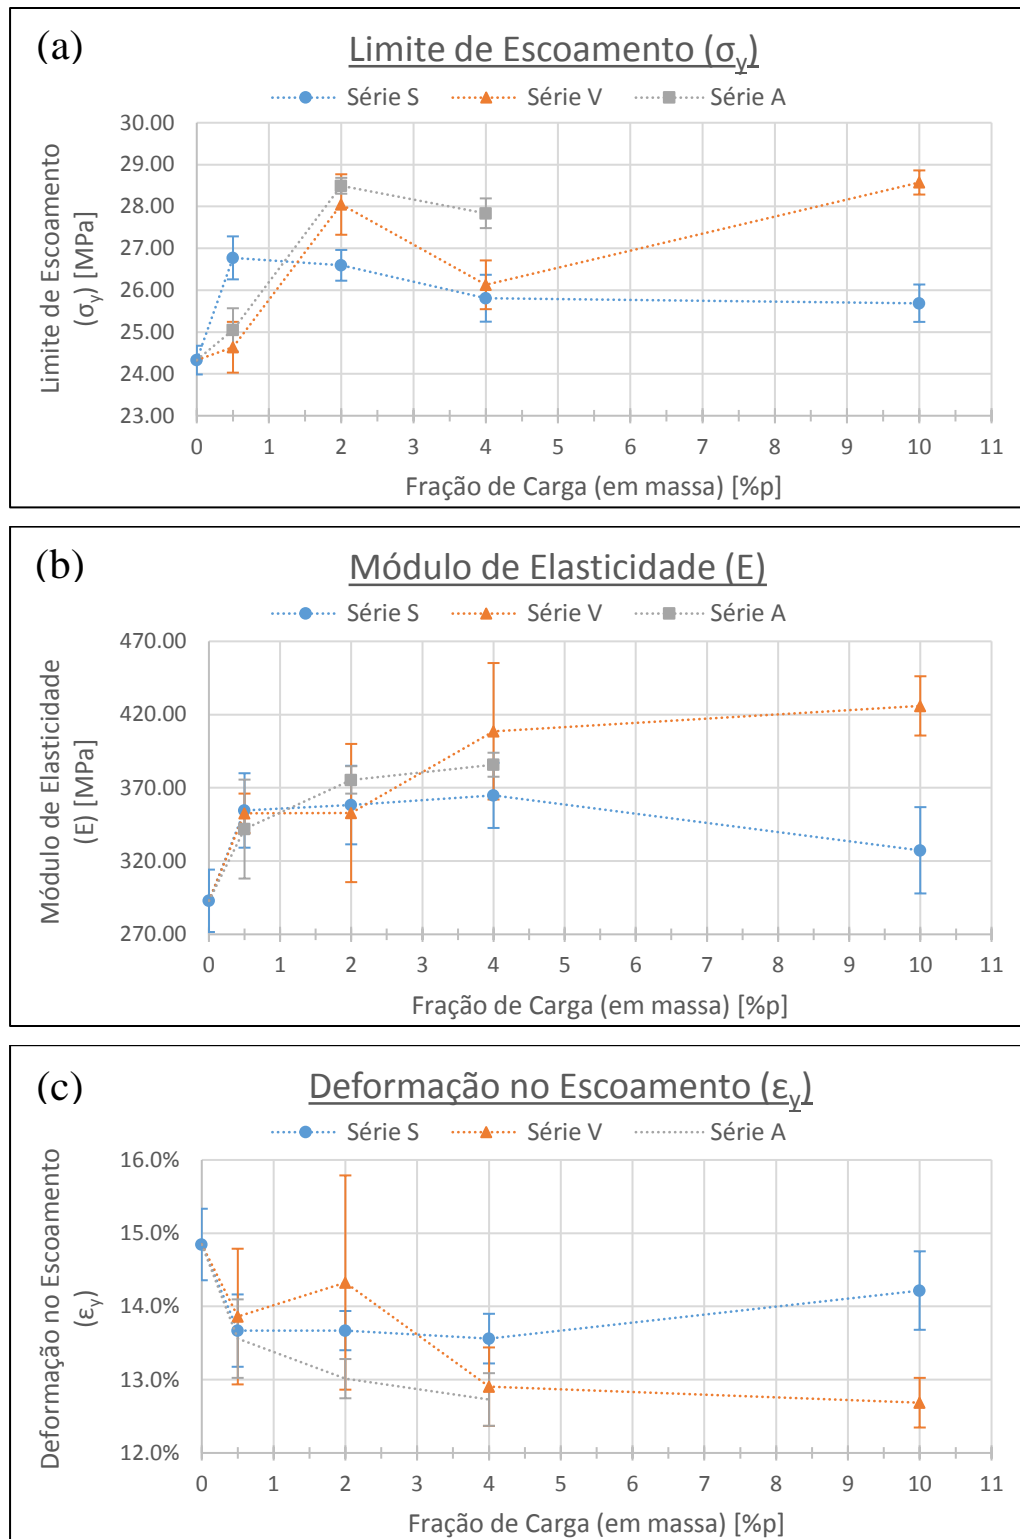 (a)
Limite de Escoamento (σy)
Série S Série V Série A
30.00
29.00
28.00
27.00
26.00
25.00
24.00
23.00
Limite de Escoamento
(σy) [MPa]
0 1 2 3 4 5 6 7 8 9 10 11
Fração de Carga (em massa) [%p]
(b)
Módulo de Elasticidade (E)
Série S Série V Série A
470.00
420.00
370.00
320.00
270.00
Módulo de Elasticidade
(E) [MPa]
0 1 2 3 4 5 6 7 8 9 10 11
Fração de Carga (em massa) [%p]
(c)
Deformação no Escoamento (εy)
Série S Série V Série A
16.0%
15.0%
14.0%
13.0%
12.0%
Deformação no Escoamento
(εy)
0 1 2 3 4 5 6 7 8 9 10 11
Fração de Carga (em massa) [%p]